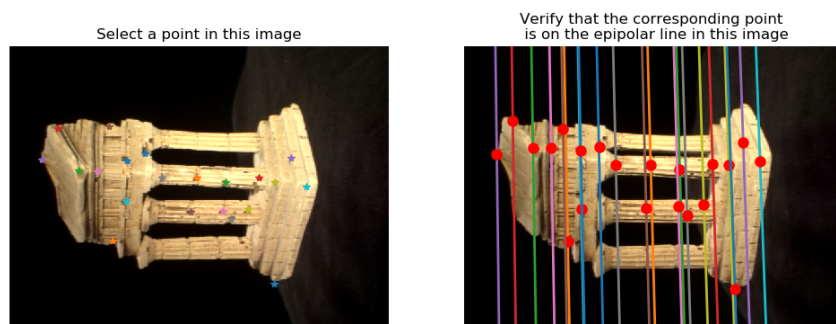 Select a point in this image
Verify that the corresponding point
is on the epipolar line in this image